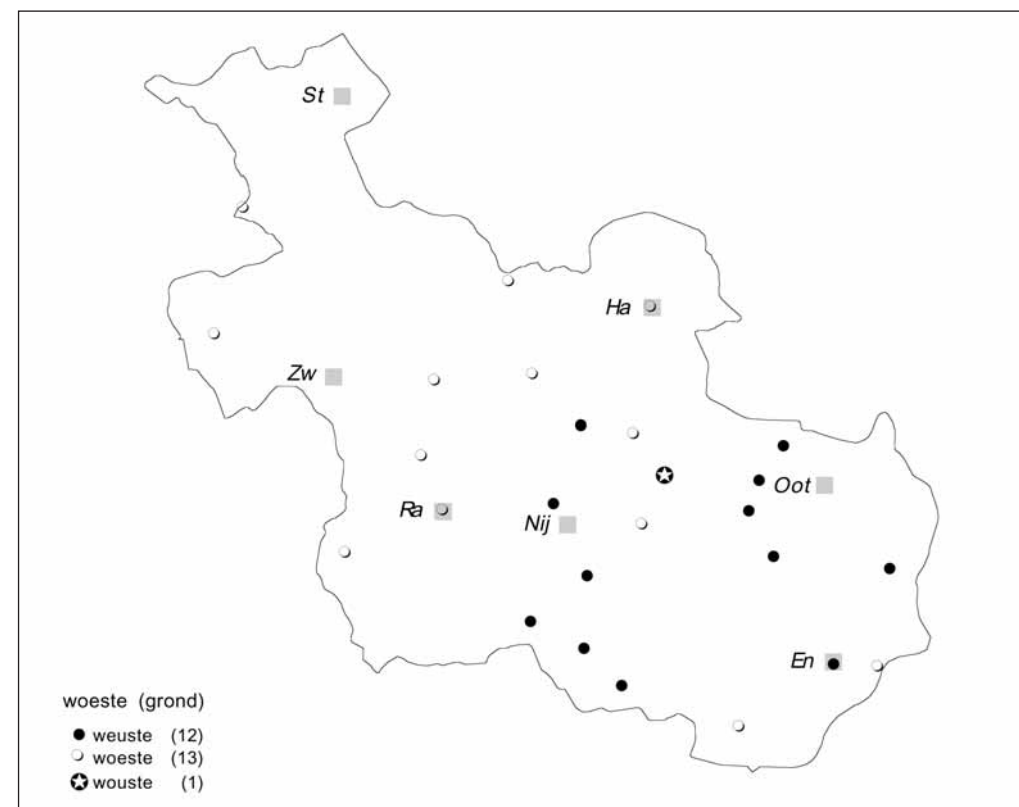 St
Ha
Zw
Oot
Ra
Nij
En
woeste (grond)
weuste (12)
woeste (13)
wouste (1)